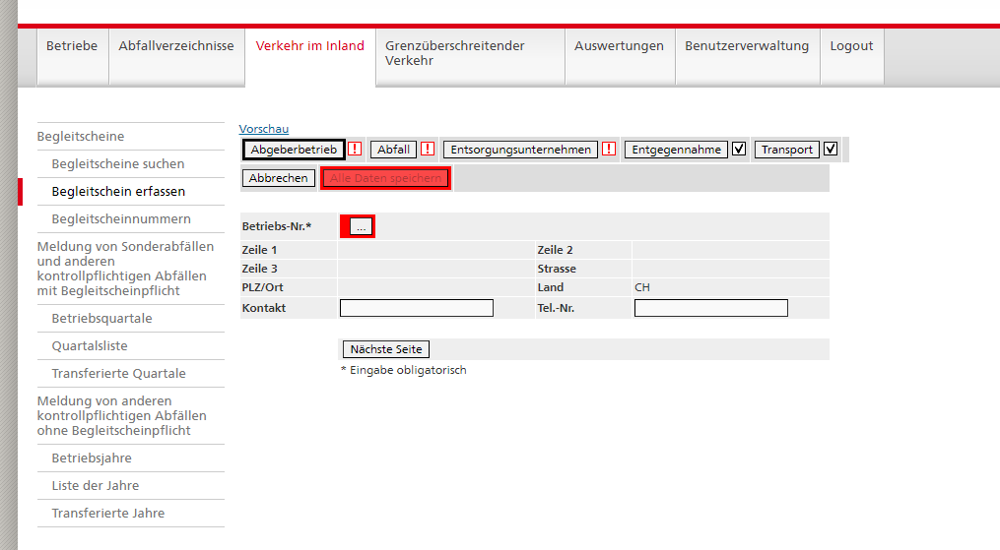 Betriebe
Abfallverzeichnisse
Verkehr im Inland
Grenzüberschreitender
Verkehr
Auswertungen
Benutzerverwaltung
Logout
Begleitscheine
Begleitscheine suchen
Begleitschein erfassen
Begleitscheinnummern
Meldung von Sonderabfällen
und anderen
kontrollpflichtigen Abfällen
mit Begleitscheinpflicht
Betriebsquartale
Quartalsliste
Transferierte Quartale
Meldung von anderen
kontrollpflichtigen Abfällen
ohne Begleitscheinpflicht
Betriebsjahre
Liste der Jahre
Transferierte Jahre
Vorschau
Abgeberbetrieb ! Abfall ! Entsorgungsunternehmen ! Entgegennahme Transport
Abbrechen Alle Daten speichern
Betriebs-Nr.* ...
Zeile 1 Zeile 2
Zeile 3 Strasse
PLZ/Ort Land CH
Kontakt Tel.-Nr.
Nächste Seite
* Eingabe obligatorisch